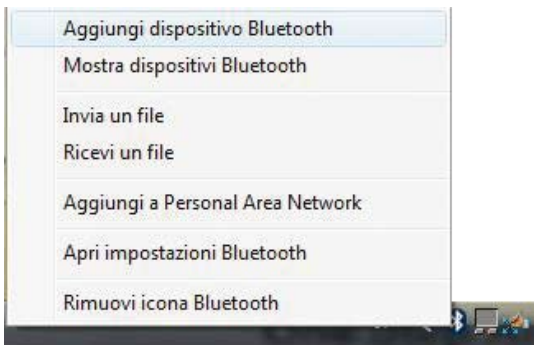 Aggiungi dispositivo Bluetooth
Mostra dispositivi Bluetooth
Invia un file
Ricevi un file
Aggiungi a Personal Area Network
Apri impostazioni Bluetooth
Rimuovi icona Bluetooth